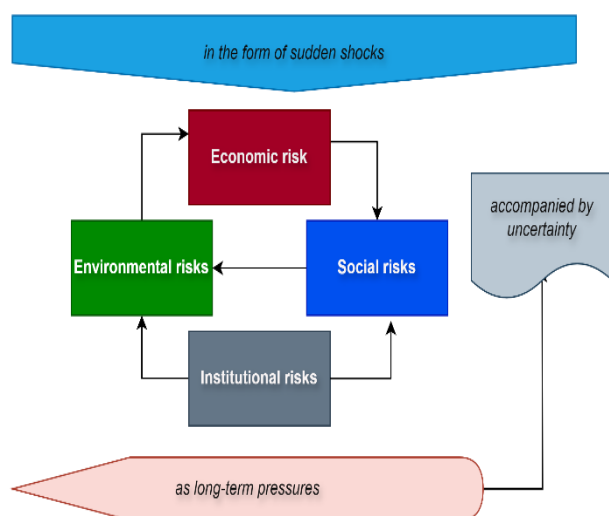 in the form of sudden shocks
Economic risk
accompanied by
uncertainty
Environmental risks
Social risks
Institutional risks
as long-term pressures